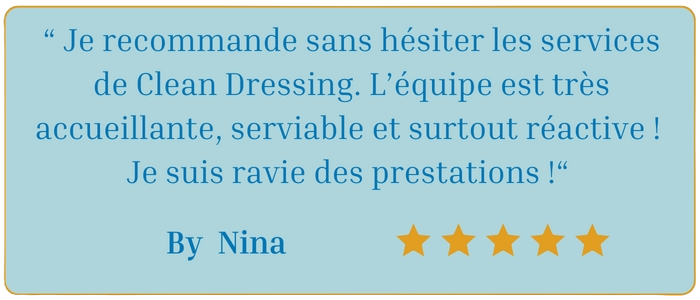 “ Je recommande sans hésiter les services
de Clean Dressing. L’équipe est très
accueillante, serviable et surtout réactive !
Je suis ravie des prestations !“
By Nina